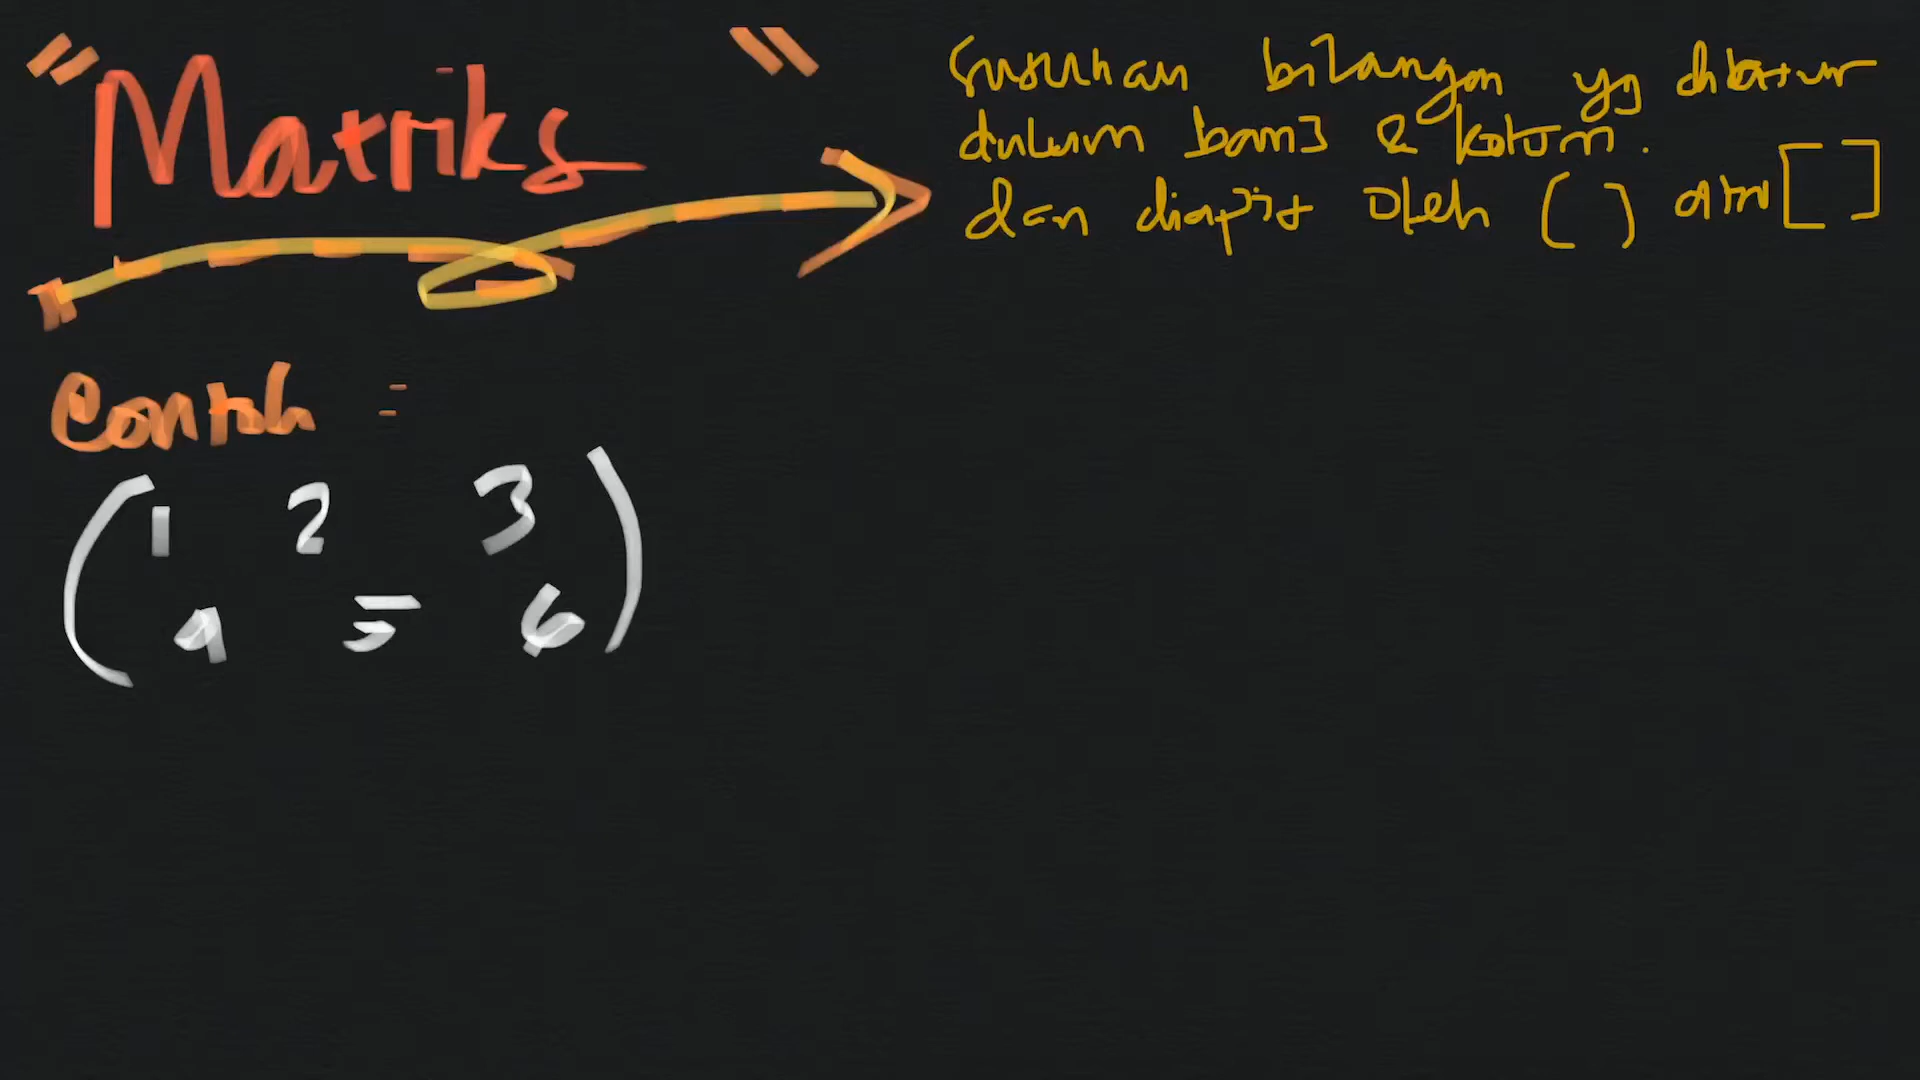 "Matriks"
Susunan bilangan yg diatur
dalam baris & kolom.
dan diapit oleh ( ) atau [ ]
Contoh :
( 1 2 3
4 5 6 )